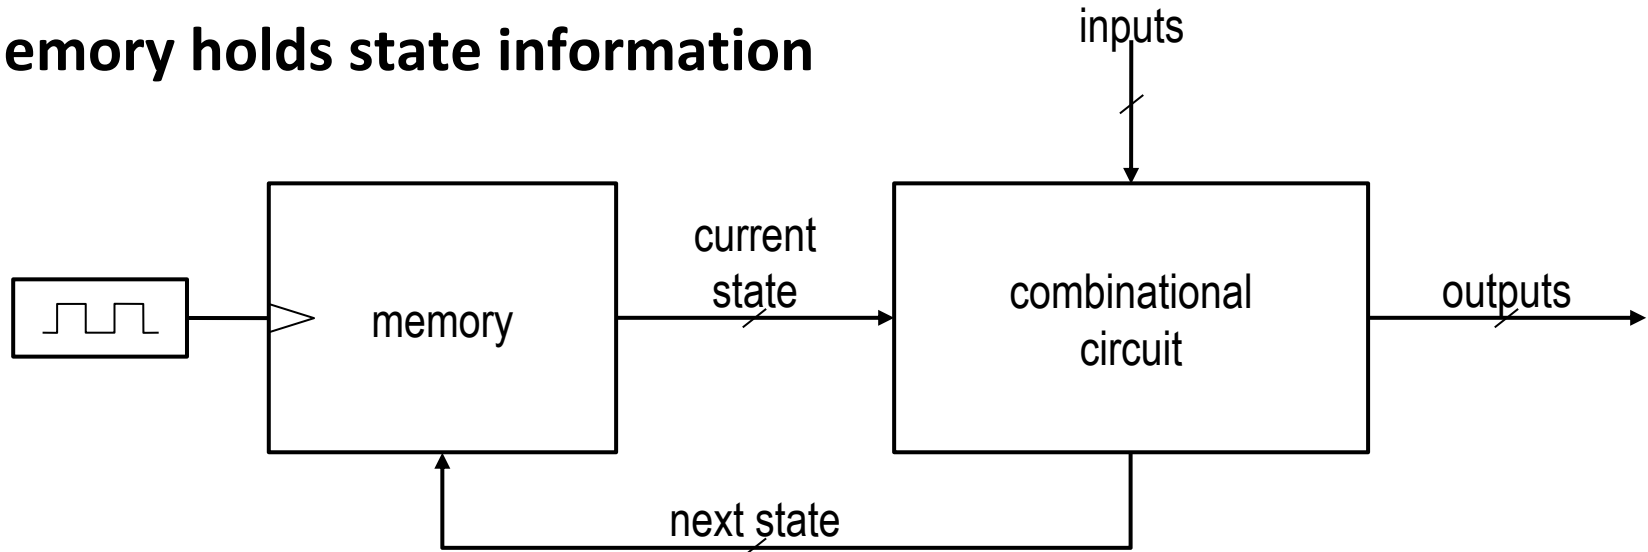 emory holds state information
inputs
current
state
memory
combinational
circuit
outputs
next state